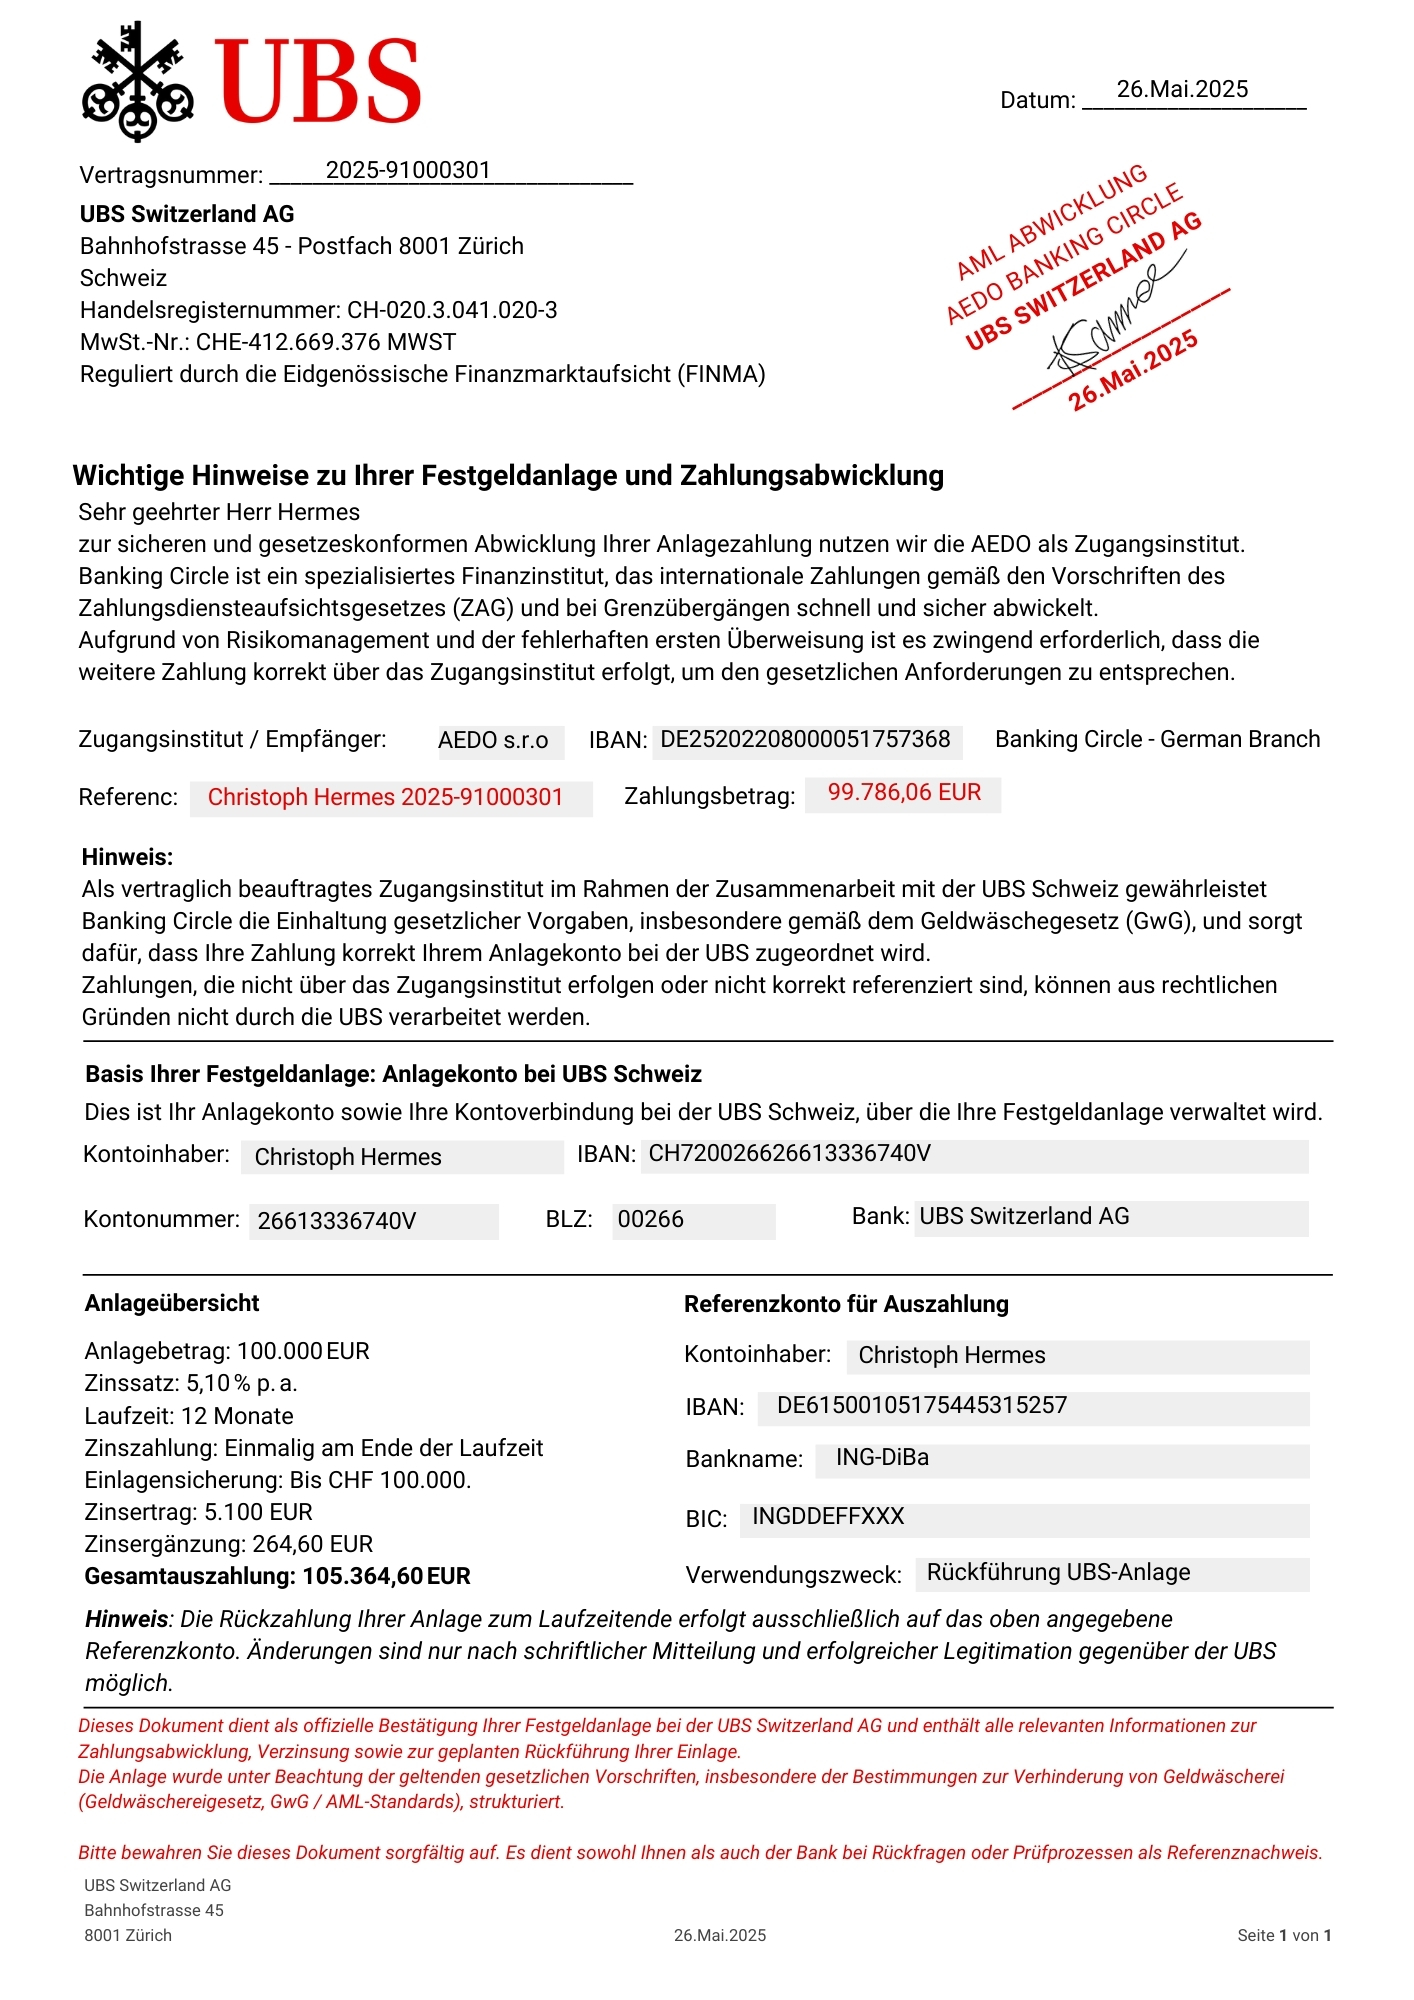 UBS
Datum: 26.Mai.2025
Vertragsnummer: 2025-91000301
UBS Switzerland AG
Bahnhofstrasse 45 - Postfach 8001 Zürich
Schweiz
Handelsregisternummer: CH-020.3.041.020-3
MwSt.-Nr.: CHE-412.669.376 MWST
Reguliert durch die Eidgenössische Finanzmarktaufsicht (FINMA)
AML ABWICKLUNG
AEDO BANKING CIRCLE
UBS SWITZERLAND AG
26.Mai.2025
Wichtige Hinweise zu Ihrer Festgeldanlage und Zahlungsabwicklung
Sehr geehrter Herr Hermes
zur sicheren und gesetzeskonformen Abwicklung Ihrer Anlagezahlung nutzen wir die AEDO als Zugangsinstitut.
Banking Circle ist ein spezialisiertes Finanzinstitut, das internationale Zahlungen gemäß den Vorschriften des
Zahlungsdiensteaufsichtsgesetzes (ZAG) und bei Grenzübergängen schnell und sicher abwickelt.
Aufgrund von Risikomanagement und der fehlerhaften ersten Überweisung ist es zwingend erforderlich, dass die
weitere Zahlung korrekt über das Zugangsinstitut erfolgt, um den gesetzlichen Anforderungen zu entsprechen.
Zugangsinstitut / Empfänger: AEDO s.r.o IBAN: DE25202208000051757368 Banking Circle - German Branch
Referenc: Christoph Hermes 2025-91000301 Zahlungsbetrag: 99.786,06 EUR
Hinweis:
Als vertraglich beauftragtes Zugangsinstitut im Rahmen der Zusammenarbeit mit der UBS Schweiz gewährleistet
Banking Circle die Einhaltung gesetzlicher Vorgaben, insbesondere gemäß dem Geldwäschegesetz (GwG), und sorgt
dafür, dass Ihre Zahlung korrekt Ihrem Anlagekonto bei der UBS zugeordnet wird.
Zahlungen, die nicht über das Zugangsinstitut erfolgen oder nicht korrekt referenziert sind, können aus rechtlichen
Gründen nicht durch die UBS verarbeitet werden.
Basis Ihrer Festgeldanlage: Anlagekonto bei UBS Schweiz
Dies ist Ihr Anlagekonto sowie Ihre Kontoverbindung bei der UBS Schweiz, über die Ihre Festgeldanlage verwaltet wird.
Kontoinhaber: Christoph Hermes IBAN: CH720026626613336740V
Kontonummer: 26613336740V BLZ: 00266 Bank: UBS Switzerland AG
Anlageübersicht
Anlagebetrag: 100.000 EUR
Zinssatz: 5,10 % p. a.
Laufzeit: 12 Monate
Zinszahlung: Einmalig am Ende der Laufzeit
Einlagensicherung: Bis CHF 100.000.
Zinsertrag: 5.100 EUR
Zinsergänzung: 264,60 EUR
Gesamtauszahlung: 105.364,60 EUR
Referenzkonto für Auszahlung
Kontoinhaber: Christoph Hermes
IBAN: DE61500105175445315257
Bankname: ING-DiBa
BIC: INGDDEFFXXX
Verwendungszweck: Rückführung UBS-Anlage
Hinweis: Die Rückzahlung Ihrer Anlage zum Laufzeitende erfolgt ausschließlich auf das oben angegebene
Referenzkonto. Änderungen sind nur nach schriftlicher Mitteilung und erfolgreicher Legitimation gegenüber der UBS
möglich.
Dieses Dokument dient als offizielle Bestätigung Ihrer Festgeldanlage bei der UBS Switzerland AG und enthält alle relevanten Informationen zur
Zahlungsabwicklung, Verzinsung sowie zur geplanten Rückführung Ihrer Einlage.
Die Anlage wurde unter Beachtung der geltenden gesetzlichen Vorschriften, insbesondere der Bestimmungen zur Verhinderung von Geldwäscherei
(Geldwäschereigesetz, GwG / AML-Standards), strukturiert.
Bitte bewahren Sie dieses Dokument sorgfältig auf. Es dient sowohl Ihnen als auch der Bank bei Rückfragen oder Prüfprozessen als Referenznachweis.
UBS Switzerland AG
Bahnhofstrasse 45
8001 Zürich
26.Mai.2025
Seite 1 von 1